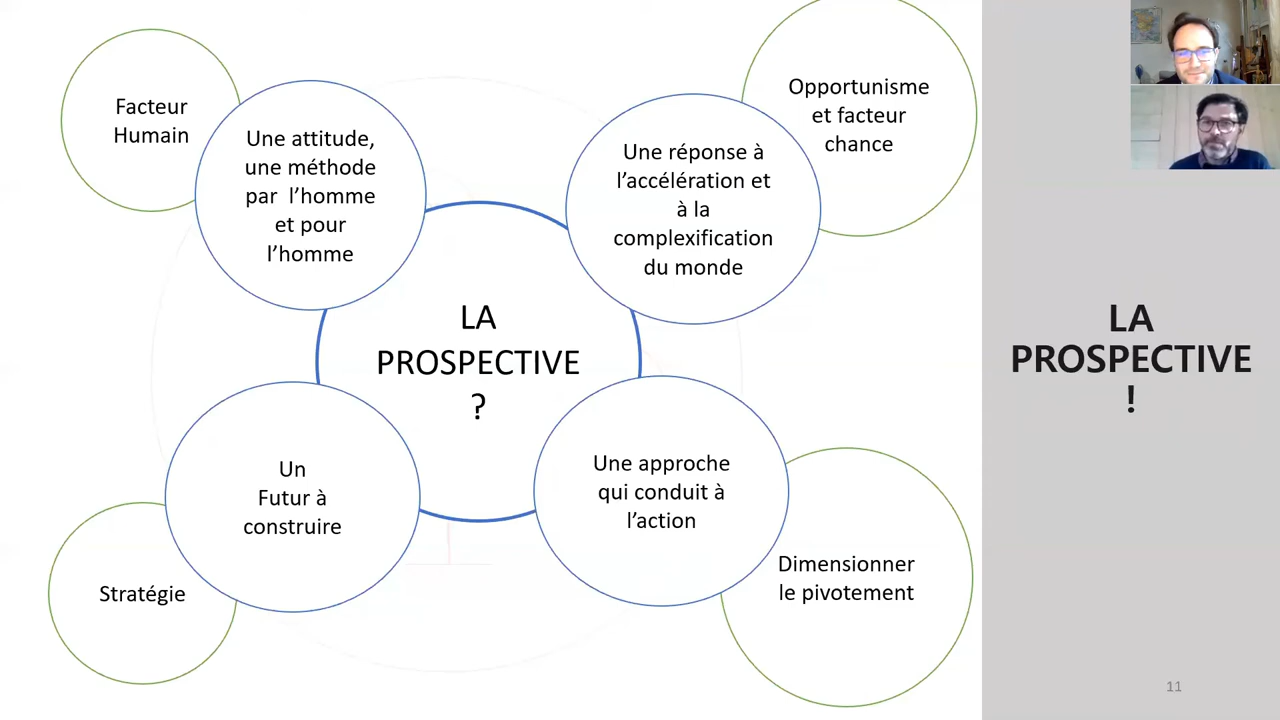 Facteur
Humain
Une attitude,
une méthode
par l’homme
et pour
l’homme
Une réponse à
l’accélération et
à la
complexification
du monde
Opportunisme
et facteur
chance
LA
PROSPECTIVE
?
Un
Futur à
construire
Une approche
qui conduit à
l’action
Stratégie
Dimensionner
le pivotement
LA
PROSPECTIVE
!
11